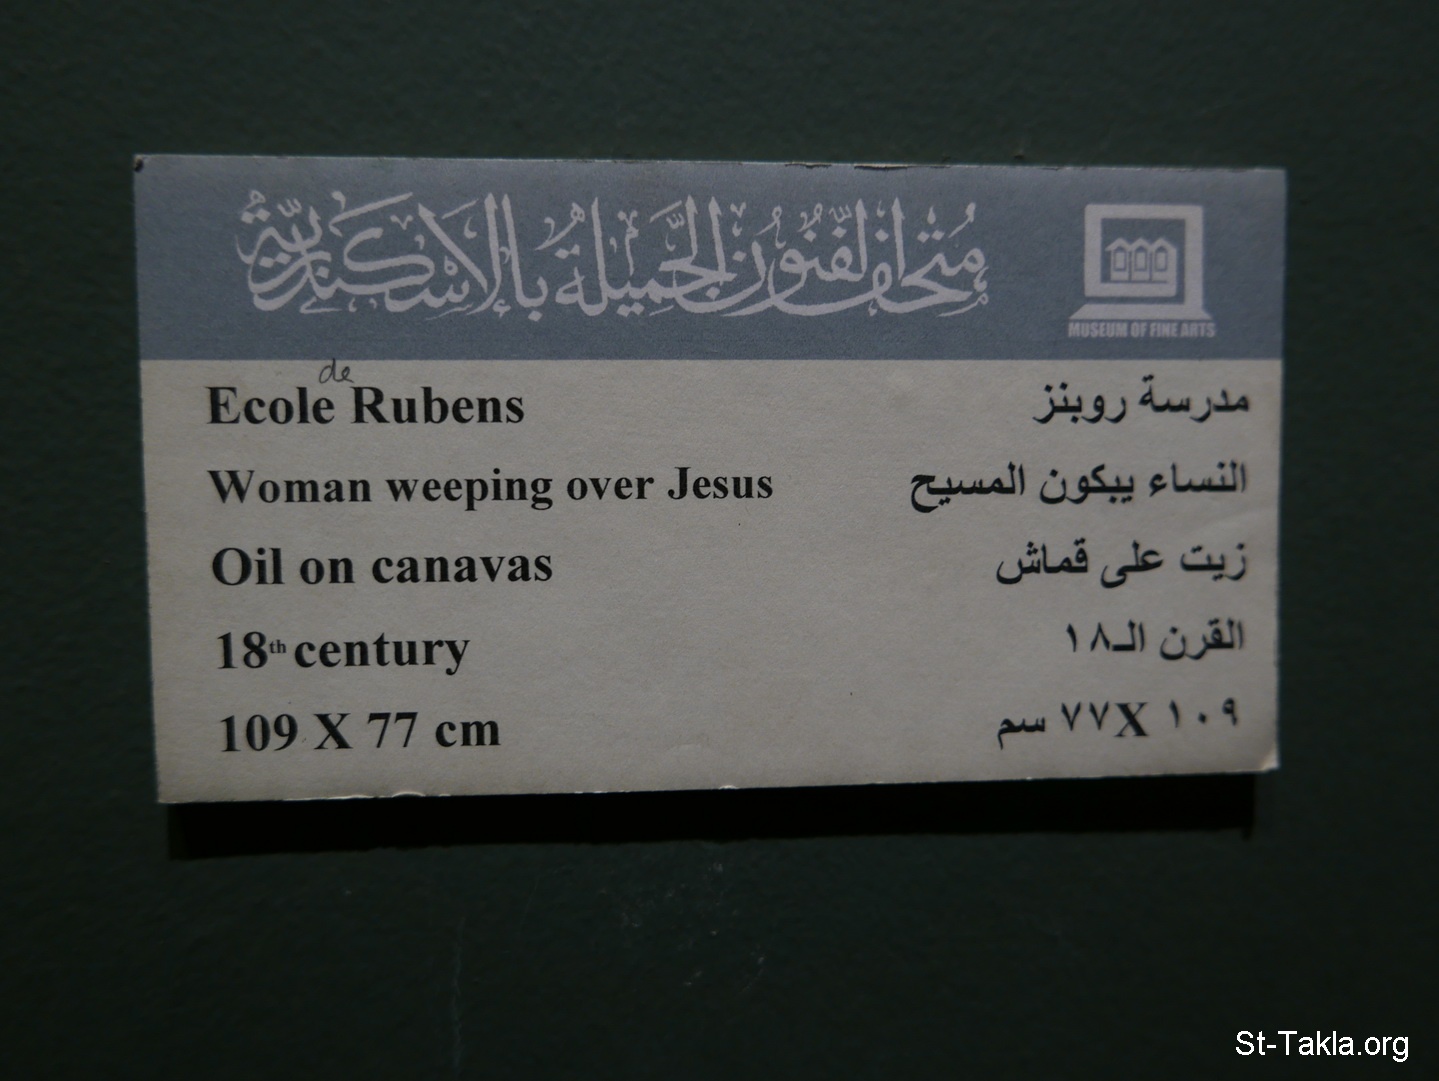 متحف الفنون الجميلة بالإسكندرية
MUSEUM OF FINE ARTS
de
Ecole Rubens
مدرسة روبنز
Woman weeping over Jesus
النساء يبكون المسيح
Oil on canavas
زيت على قماش
18th century
القرن الـ١٨
109 X 77 cm
١٠٩ X٧٧ سم
St-Takla.org